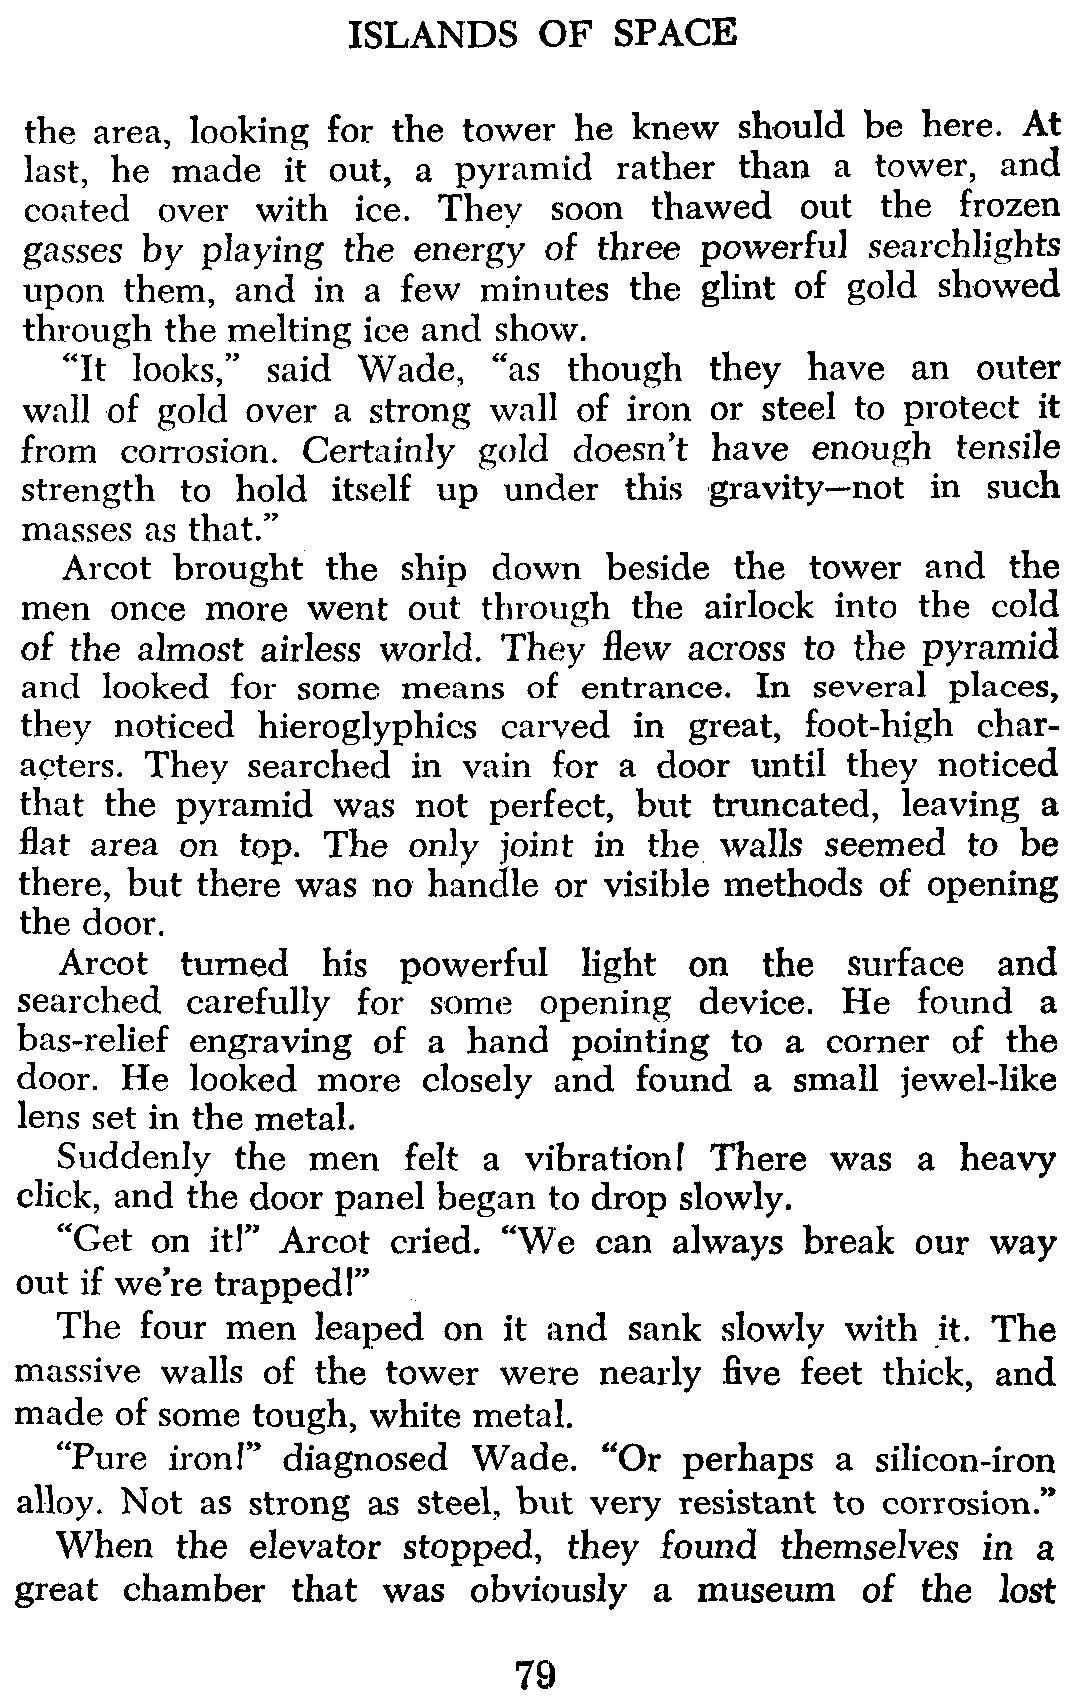 ISLANDS OF SPACE
the area, looking for the tower he knew should be here. At
last, he made it out, a pyramid rather than a tower, and
coated over with ice. They soon thawed out the frozen
gasses by playing the energy of three powerful searchlights
upon them, and in a few minutes the glint of gold showed
through the melting ice and show.
“It looks,” said Wade, “as though they have an outer
wall of gold over a strong wall of iron or steel to protect it
from corrosion. Certainly gold doesn’t have enough tensile
strength to hold itself up under this gravity—not in such
masses as that.”
Arcot brought the ship down beside the tower and the
men once more went out through the airlock into the cold
of the almost airless world. They flew across to the pyramid
and looked for some means of entrance. In several places,
they noticed hieroglyphics carved in great, foot-high char-
acters. They searched in vain for a door until they noticed
that the pyramid was not perfect, but truncated, leaving a
flat area on top. The only joint in the walls seemed to be
there, but there was no handle or visible methods of opening
the door.
Arcot turned his powerful light on the surface and
searched carefully for some opening device. He found a
bas-relief engraving of a hand pointing to a corner of the
door. He looked more closely and found a small jewel-like
lens set in the metal.
Suddenly the men felt a vibration! There was a heavy
click, and the door panel began to drop slowly.
“Get on it!” Arcot cried. “We can always break our way
out if we’re trapped!”
The four men leaped on it and sank slowly with it. The
massive walls of the tower were nearly five feet thick, and
made of some tough, white metal.
“Pure iron!” diagnosed Wade. “Or perhaps a silicon-iron
alloy. Not as strong as steel, but very resistant to corrosion.”
When the elevator stopped, they found themselves in a
great chamber that was obviously a museum of the lost
79